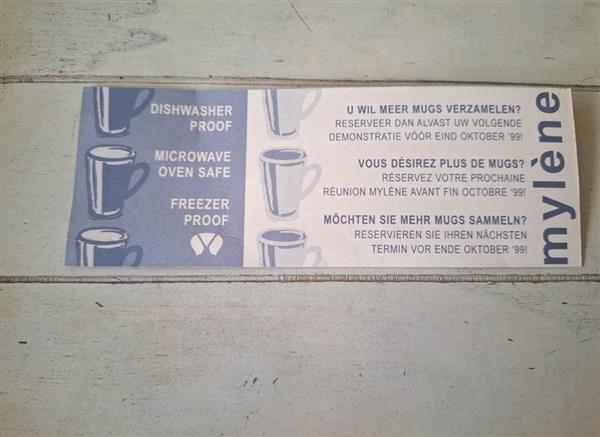 DISHWASHER
PROOF
MICROWAVE
OVEN SAFE
FREEZER
PROOF
U WIL MEER MUGS VERZAMELEN?
RESERVEER DAN ALVAST UW VOLGENDE
DEMONSTRATIE VÓÓR EIND OKTOBER '99!
VOUS DÉSIREZ PLUS DE MUGS?
RÉSERVEZ VOTRE PROCHAINE
RÉUNION MYLÈNE AVANT FIN OCTOBRE '99!
MÖCHTEN SIE MEHR MUGS SAMMELN?
RESERVIEREN SIE IHREN NÄCHSTEN
TERMIN VOR ENDE OKTOBER '99!
mylène